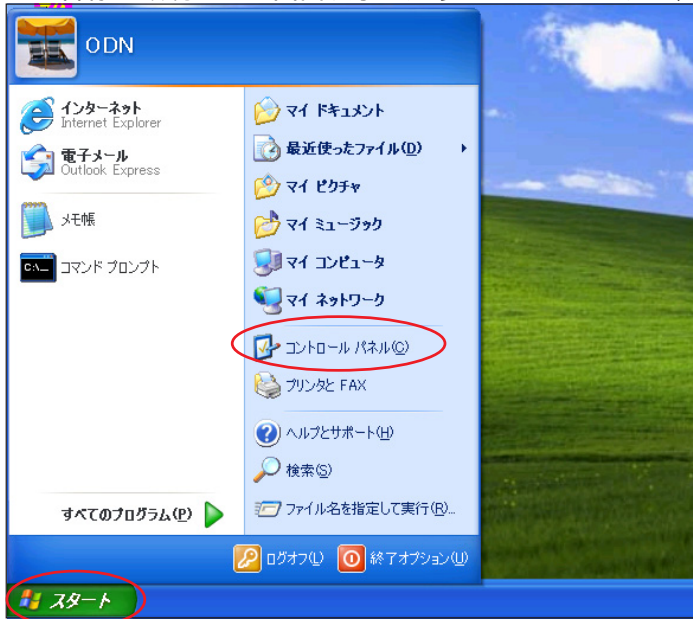 ODN
インターネット
Internet Explorer
電子メール
Outlook Express
メモ帳
C:\_
コマンド プロンプト
すべてのプログラム(P)
マイ ドキュメント
最近使ったファイル(D)
マイ ピクチャ
マイ ミュージック
マイ コンピュータ
マイ ネットワーク
コントロール パネル(C)
プリンタと FAX
ヘルプとサポート(H)
検索(S)
ファイル名を指定して実行(R)...
ログオフ(L)
終了オプション(U)
スタート